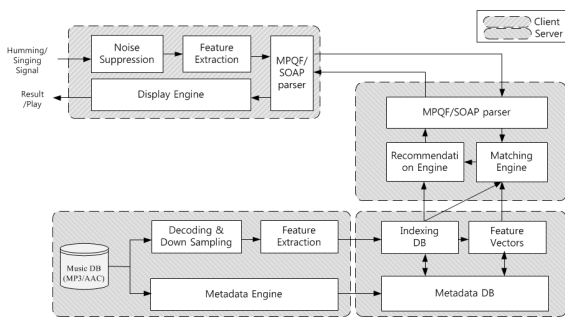 Client
Server
Humming/
Singing
Signal
Noise
Suppression
Feature
Extraction
MPQF/
SOAP
parser
Result
/Play
Display Engine
MPQF/SOAP parser
Recommendati
on Engine
Matching
Engine
Music DB
(MP3/AAC)
Decoding &
Down Sampling
Feature
Extraction
Indexing
DB
Feature
Vectors
Metadata Engine
Metadata DB